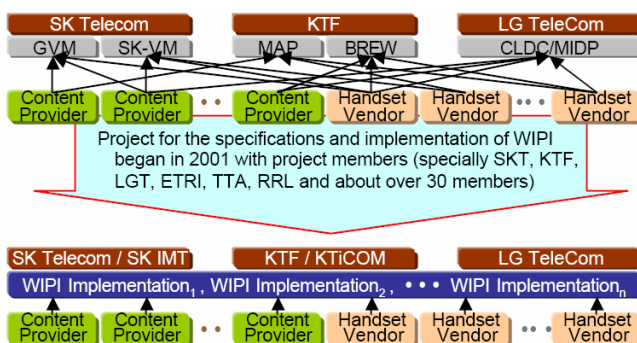 SK Telecom KTF LG TeleCom
GVM SK-VM MAP BREW CLDC/MIDP
Content Provider Content Provider Content Provider Handset Vendor Handset Vendor Handset Vendor
Project for the specifications and implementation of WIPI
began in 2001 with project members (specially SKT, KTF,
LGT, ETRI, TTA, RRL and about over 30 members)
SK Telecom / SK IMT KTF / KTiCOM LG TeleCom
WIPI Implementation1 , WIPI Implementation2 , • • • WIPI Implementationn
Content Provider Content Provider Content Provider Handset Vendor Handset Vendor Handset Vendor